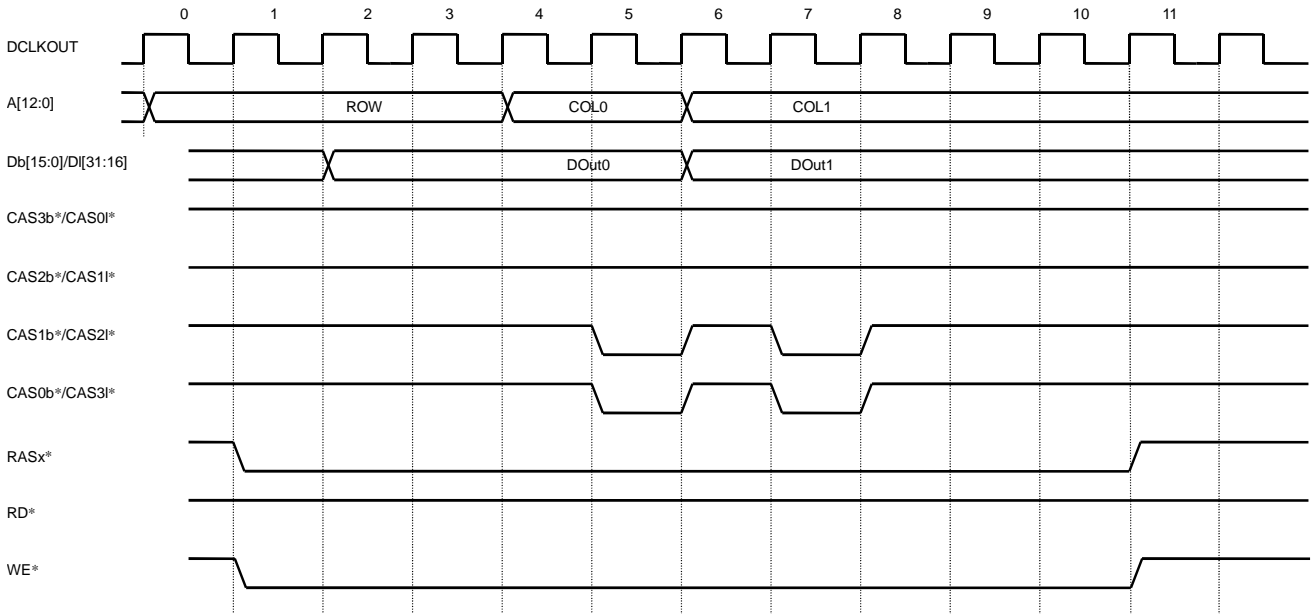 0 1 2 3 4 5 6 7 8 9 10 11
DCLKOUT
A[12:0] ROW COL0 COL1
Db[15:0]/Dl[31:16] DOut0 DOut1
CAS3b*/CAS0l*
CAS2b*/CAS1l*
CAS1b*/CAS2l*
CAS0b*/CAS3l*
RASx*
RD*
WE*